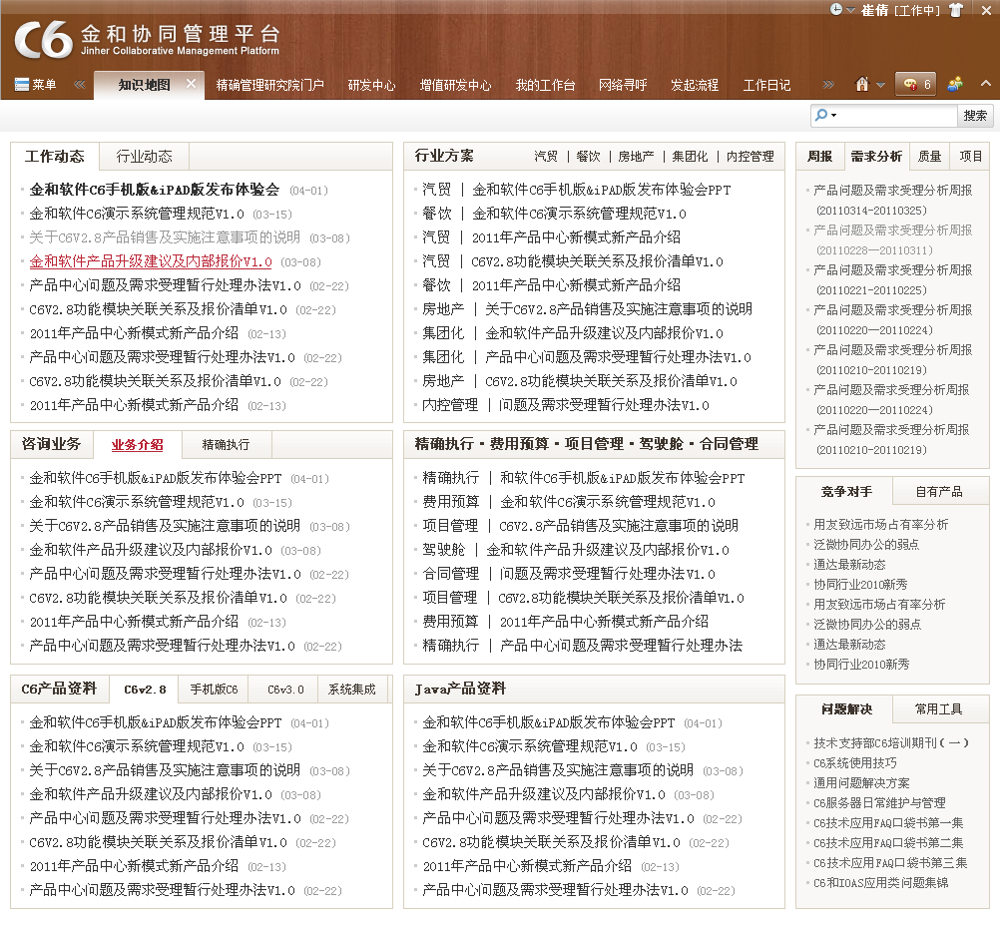 崔倩 [工作中]
C6 金和协同管理平台
Jinher Collaborative Management Platform
菜单 知识地图 精确管理研究院门户 研发中心 增值研发中心 我的工作台 网络寻呼 发起流程 工作日记 6
搜索
工作动态 行业动态
金和软件C6手机版&iPAD版发布体验会 (04-01)
金和软件C6演示系统管理规范V1.0 (03-15)
关于C6V2.8产品销售及实施注意事项的说明 (03-08)
金和软件产品升级建议及内部报价V1.0 (03-08)
产品中心问题及需求受理暂行处理办法V1.0 (02-22)
C6V2.8功能模块关联关系及报价清单V1.0 (02-22)
2011年产品中心新模式新产品介绍 (02-13)
产品中心问题及需求受理暂行处理办法V1.0 (02-22)
C6V2.8功能模块关联关系及报价清单V1.0 (02-22)
2011年产品中心新模式新产品介绍 (02-13)
行业方案 汽贸 | 餐饮 | 房地产 | 集团化 | 内控管理
汽贸 | 金和软件C6手机版&iPAD版发布体验会PPT
餐饮 | 金和软件C6演示系统管理规范V1.0
汽贸 | 2011年产品中心新模式新产品介绍
汽贸 | C6V2.8功能模块关联关系及报价清单V1.0
餐饮 | 2011年产品中心新模式新产品介绍
房地产 | 关于C6V2.8产品销售及实施注意事项的说明
集团化 | 金和软件产品升级建议及内部报价V1.0
集团化 | 产品中心问题及需求受理暂行处理办法V1.0
房地产 | C6V2.8功能模块关联关系及报价清单V1.0
内控管理 | 问题及需求受理暂行处理办法V1.0
周报 需求分析 质量 项目
产品问题及需求受理分析周报
(20110314-20110325)
产品问题及需求受理分析周报
(20110228—20110311)
产品问题及需求受理分析周报
(20110221-20110225)
产品问题及需求受理分析周报
(20110220—20110224)
产品问题及需求受理分析周报
(20110210-20110219)
产品问题及需求受理分析周报
(20110220—20110224)
产品问题及需求受理分析周报
(20110210-20110219)
咨询业务 业务介绍 精确执行
金和软件C6手机版&iPAD版发布体验会PPT (04-01)
金和软件C6演示系统管理规范V1.0 (03-15)
关于C6V2.8产品销售及实施注意事项的说明 (03-08)
金和软件产品升级建议及内部报价V1.0 (03-08)
产品中心问题及需求受理暂行处理办法V1.0 (02-22)
C6V2.8功能模块关联关系及报价清单V1.0 (02-22)
2011年产品中心新模式新产品介绍 (02-13)
产品中心问题及需求受理暂行处理办法V1.0 (02-22)
精确执行·费用预算·项目管理·驾驶舱·合同管理
精确执行 | 和软件C6手机版&iPAD版发布体验会PPT
费用预算 | 金和软件C6演示系统管理规范V1.0
项目管理 | C6V2.8产品销售及实施注意事项的说明
驾驶舱 | 金和软件产品升级建议及内部报价V1.0
合同管理 | 问题及需求受理暂行处理办法V1.0
项目管理 | C6V2.8功能模块关联关系及报价清单V1.0
费用预算 | 2011年产品中心新模式新产品介绍
精确执行 | 产品中心问题及需求受理暂行处理办法
竞争对手 自有产品
用友致远市场占有率分析
泛微协同办公的弱点
通达最新动态
协同行业2010新秀
用友致远市场占有率分析
泛微协同办公的弱点
通达最新动态
协同行业2010新秀
C6产品资料 C6v2.8 手机版C6 C6v3.0 系统集成
金和软件C6手机版&iPAD版发布体验会PPT (04-01)
金和软件C6演示系统管理规范V1.0 (03-15)
关于C6V2.8产品销售及实施注意事项的说明 (03-08)
金和软件产品升级建议及内部报价V1.0 (03-08)
产品中心问题及需求受理暂行处理办法V1.0 (02-22)
C6V2.8功能模块关联关系及报价清单V1.0 (02-22)
2011年产品中心新模式新产品介绍 (02-13)
产品中心问题及需求受理暂行处理办法V1.0 (02-22)
Java产品资料
金和软件C6手机版&iPAD版发布体验会PPT (04-01)
金和软件C6演示系统管理规范V1.0 (03-15)
关于C6V2.8产品销售及实施注意事项的说明 (03-08)
金和软件产品升级建议及内部报价V1.0 (03-08)
产品中心问题及需求受理暂行处理办法V1.0 (02-22)
C6V2.8功能模块关联关系及报价清单V1.0 (02-22)
2011年产品中心新模式新产品介绍 (02-13)
产品中心问题及需求受理暂行处理办法V1.0 (02-22)
问题解决 常用工具
技术支持部C6培训期刊(一)
C6系统使用技巧
通用问题解决方案
C6服务器日常维护与管理
C6技术应用FAQ口袋书第一集
C6技术应用FAQ口袋书第二集
C6技术应用FAQ口袋书第三集
C6和IOAS应用类问题集锦